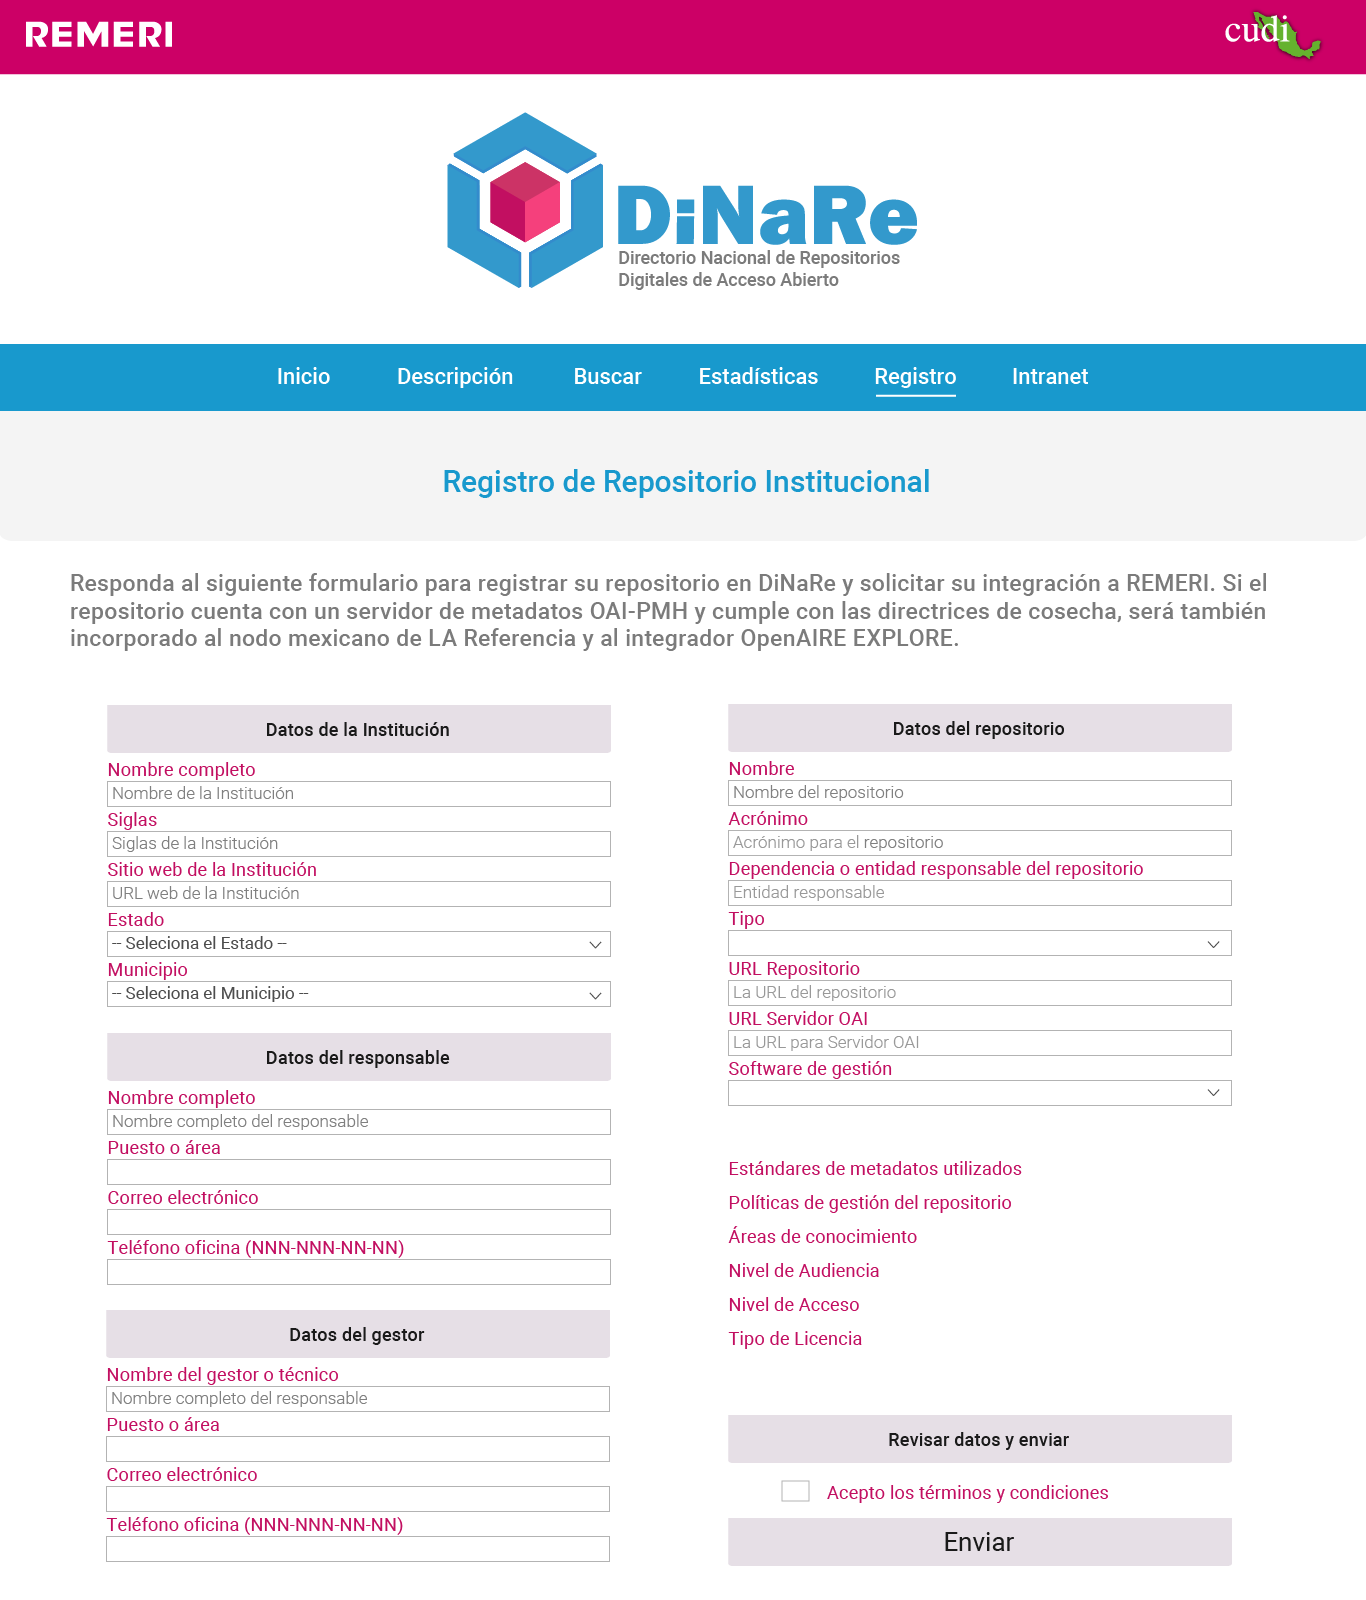 REMERI
cudi
DiNaRe
Directorio Nacional de Repositorios
Digitales de Acceso Abierto
Inicio Descripción Buscar Estadísticas Registro Intranet
Registro de Repositorio Institucional
Responda al siguiente formulario para registrar su repositorio en DiNaRe y solicitar su integración a REMERI. Si el
repositorio cuenta con un servidor de metadatos OAI-PMH y cumple con las directrices de cosecha, será también
incorporado al nodo mexicano de LA Referencia y al integrador OpenAIRE EXPLORE.
Datos de la Institución
Nombre completo
Nombre de la Institución
Siglas
Siglas de la Institución
Sitio web de la Institución
URL web de la Institución
Estado
-- Seleciona el Estado --
Municipio
-- Seleciona el Municipio --
Datos del responsable
Nombre completo
Nombre completo del responsable
Puesto o área
Correo electrónico
Teléfono oficina (NNN-NNN-NN-NN)
Datos del gestor
Nombre del gestor o técnico
Nombre completo del responsable
Puesto o área
Correo electrónico
Teléfono oficina (NNN-NNN-NN-NN)
Datos del repositorio
Nombre
Nombre del repositorio
Acrónimo
Acrónimo para el repositorio
Dependencia o entidad responsable del repositorio
Entidad responsable
Tipo
URL Repositorio
La URL del repositorio
URL Servidor OAI
La URL para Servidor OAI
Software de gestión
Estándares de metadatos utilizados
Políticas de gestión del repositorio
Áreas de conocimiento
Nivel de Audiencia
Nivel de Acceso
Tipo de Licencia
Revisar datos y enviar
Acepto los términos y condiciones
Enviar